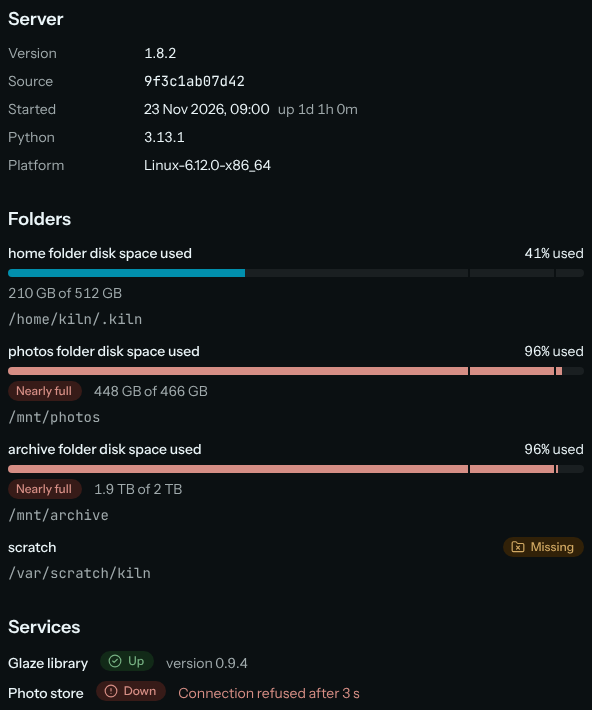 Server
Version 1.8.2
Source 9f3c1ab07d42
Started 23 Nov 2026, 09:00 up 1d 1h 0m
Python 3.13.1
Platform Linux-6.12.0-x86_64
Folders
home folder disk space used 41% used
210 GB of 512 GB
/home/kiln/.kiln
photos folder disk space used 96% used
Nearly full 448 GB of 466 GB
/mnt/photos
archive folder disk space used 96% used
Nearly full 1.9 TB of 2 TB
/mnt/archive
scratch Missing
/var/scratch/kiln
Services
Glaze library Up version 0.9.4
Photo store Down Connection refused after 3 s